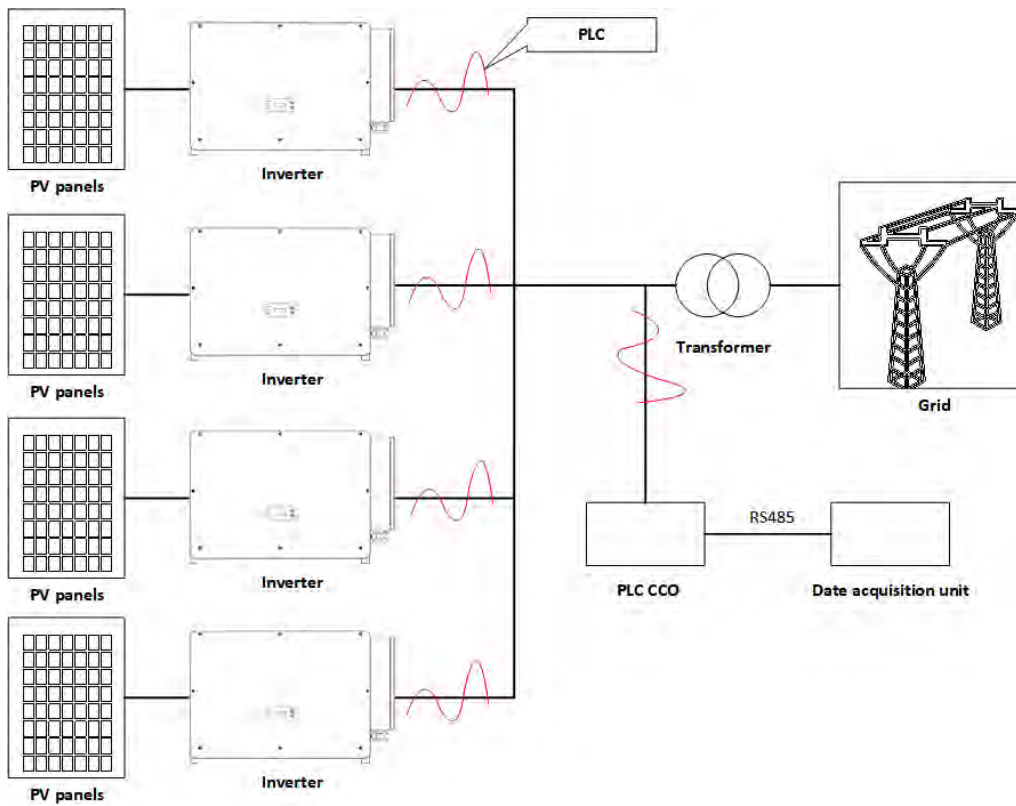 PLC
PV panels
Inverter
PV panels
Inverter
Transformer
Grid
PV panels
Inverter
RS485
PLC CCO
Date acquisition unit
PV panels
Inverter